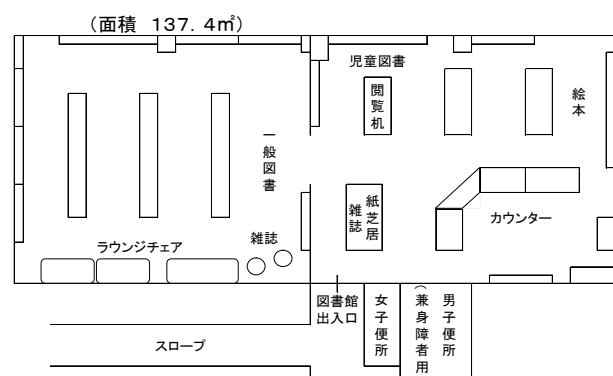 （面積　１３７．４㎡）
児童図書
閲覧机
絵本
一般図書
雑誌
紙芝居
カウンター
ラウンジチェア
雑誌
図書館
出入口
女子便所
男子便所
（兼身障者用
スロープ